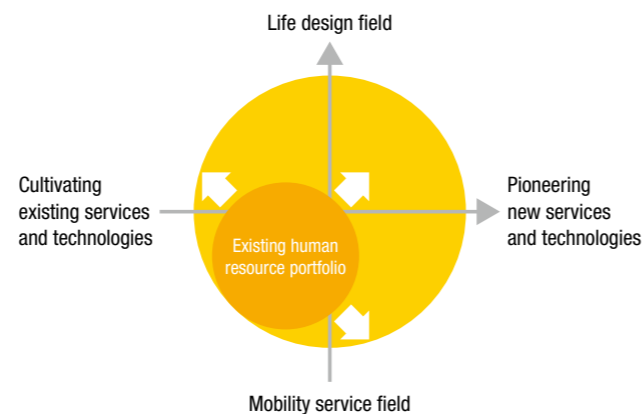 Life design field
Cultivating
existing services
and technologies
Pioneering
new services
and technologies
Existing human
resource portfolio
Mobility service field